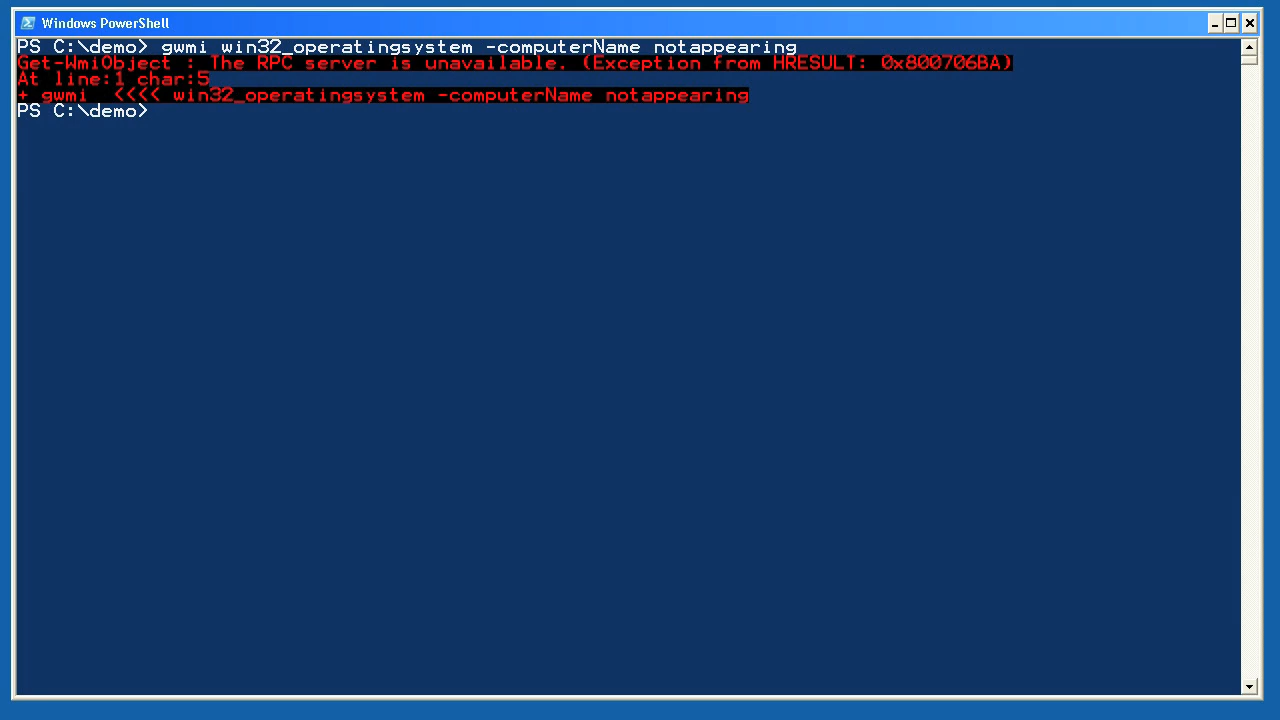 Windows PowerShell
PS C:\demo> gwmi win32_operatingsystem -computerName notappearing
Get-WmiObject : The RPC server is unavailable. (Exception from HRESULT: 0x800706BA)
At line:1 char:5
+ gwmi  <<<< win32_operatingsystem -computerName notappearing
PS C:\demo>